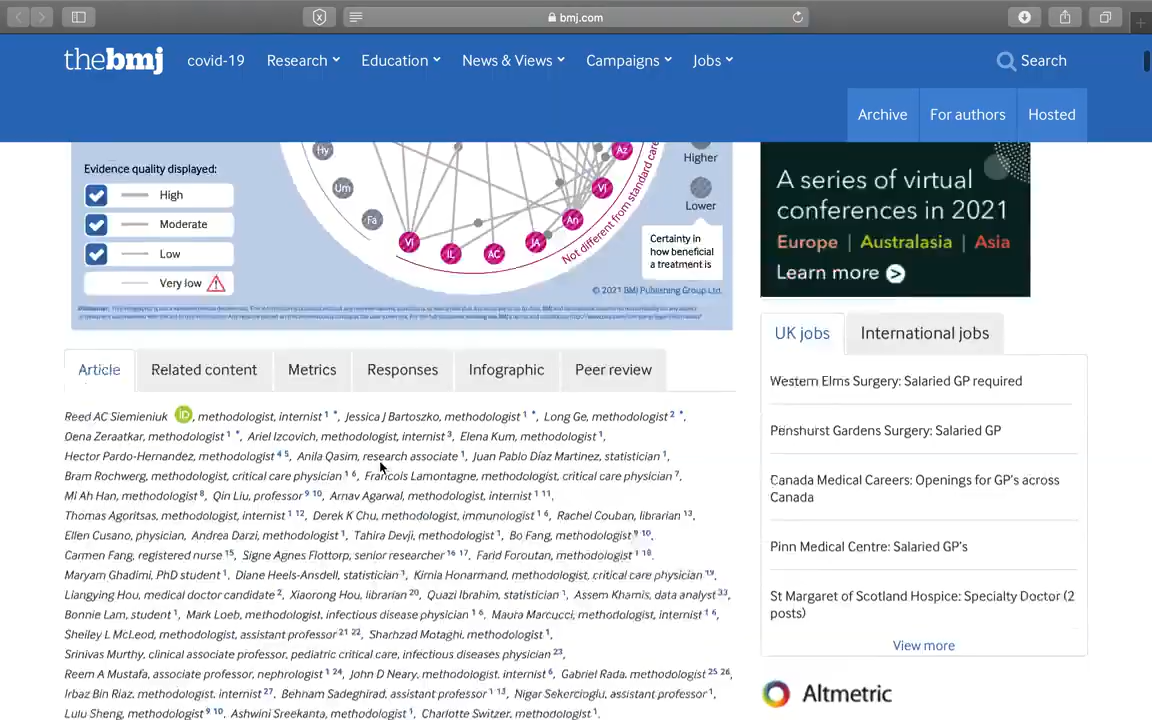 bmj.com
thebmj covid-19 Research Education News & Views Campaigns Jobs Search
Archive For authors Hosted
Evidence quality displayed:
High
Moderate
Low
Very low
Hy
Um
Fa
VI
IL
AC
IA
An
VJ
Az
Not different from standard care
Higher
Lower
Certainty in
how beneficial
a treatment is
© 2021 BMJ Publishing Group Ltd.
A series of virtual
conferences in 2021
Europe | Australasia | Asia
Learn more
Article Related content Metrics Responses Infographic Peer review
Reed AC Siemieniuk iD, methodologist, internist 1 *, Jessica J Bartoszko, methodologist 1 *, Long Ge, methodologist 2 *,
Dena Zeraatkar, methodologist 1 *, Ariel Izcovich, methodologist, internist 3, Elena Kum, methodologist 1,
Hector Pardo-Hernandez, methodologist 4 5, Anila Qasim, research associate 1, Juan Pablo Díaz Martinez, statistician 1,
Bram Rochwerg, methodologist, critical care physician 1 6, Francois Lamontagne, methodologist, critical care physician 7,
Mi Ah Han, methodologist 8, Qin Liu, professor 9 10, Arnav Agarwal, methodologist, internist 1 11,
Thomas Agoritsas, methodologist, internist 1 12, Derek K Chu, methodologist, immunologist 1 6, Rachel Couban, librarian 13,
Ellen Cusano, physician, Andrea Darzi, methodologist 1, Tahira Devji, methodologist 1, Bo Fang, methodologist 9 10,
Carmen Fang, registered nurse 15, Signe Agnes Flottorp, senior researcher 16 17, Farid Foroutan, methodologist 1 18,
Maryam Ghadimi, PhD student 1, Diane Heels-Ansdell, statistician 1, Kimia Honarmand, methodologist, critical care physician 19,
Liangying Hou, medical doctor candidate 2, Xiaorong Hou, librarian 20, Quazi Ibrahim, statistician 1, Assem Khamis, data analyst 33,
Bonnie Lam, student 1, Mark Loeb, methodologist, infectious disease physician 1 6, Maura Marcucci, methodologist, internist 1 6,
Shelley L McLeod, methodologist, assistant professor 21 22, Sharhzad Motaghi, methodologist 1,
Srinivas Murthy, clinical associate professor, pediatric critical care, infectious diseases physician 23,
Reem A Mustafa, associate professor, nephrologist 1 24, John D Neary, methodologist, internist 6, Gabriel Rada, methodologist 25 26,
Irbaz Bin Riaz, methodologist, internist 27, Behnam Sadeghirad, assistant professor 1 13, Nigar Sekercioglu, assistant professor 1,
Lulu Sheng, methodologist 9 10, Ashwini Sreekanta, methodologist 1, Charlotte Switzer, methodologist 1,
UK jobs International jobs
Western Elms Surgery: Salaried GP required
Penshurst Gardens Surgery: Salaried GP
Canada Medical Careers: Openings for GP's across
Canada
Pinn Medical Centre: Salaried GP's
St Margaret of Scotland Hospice: Specialty Doctor (2
posts)
View more
Altmetric